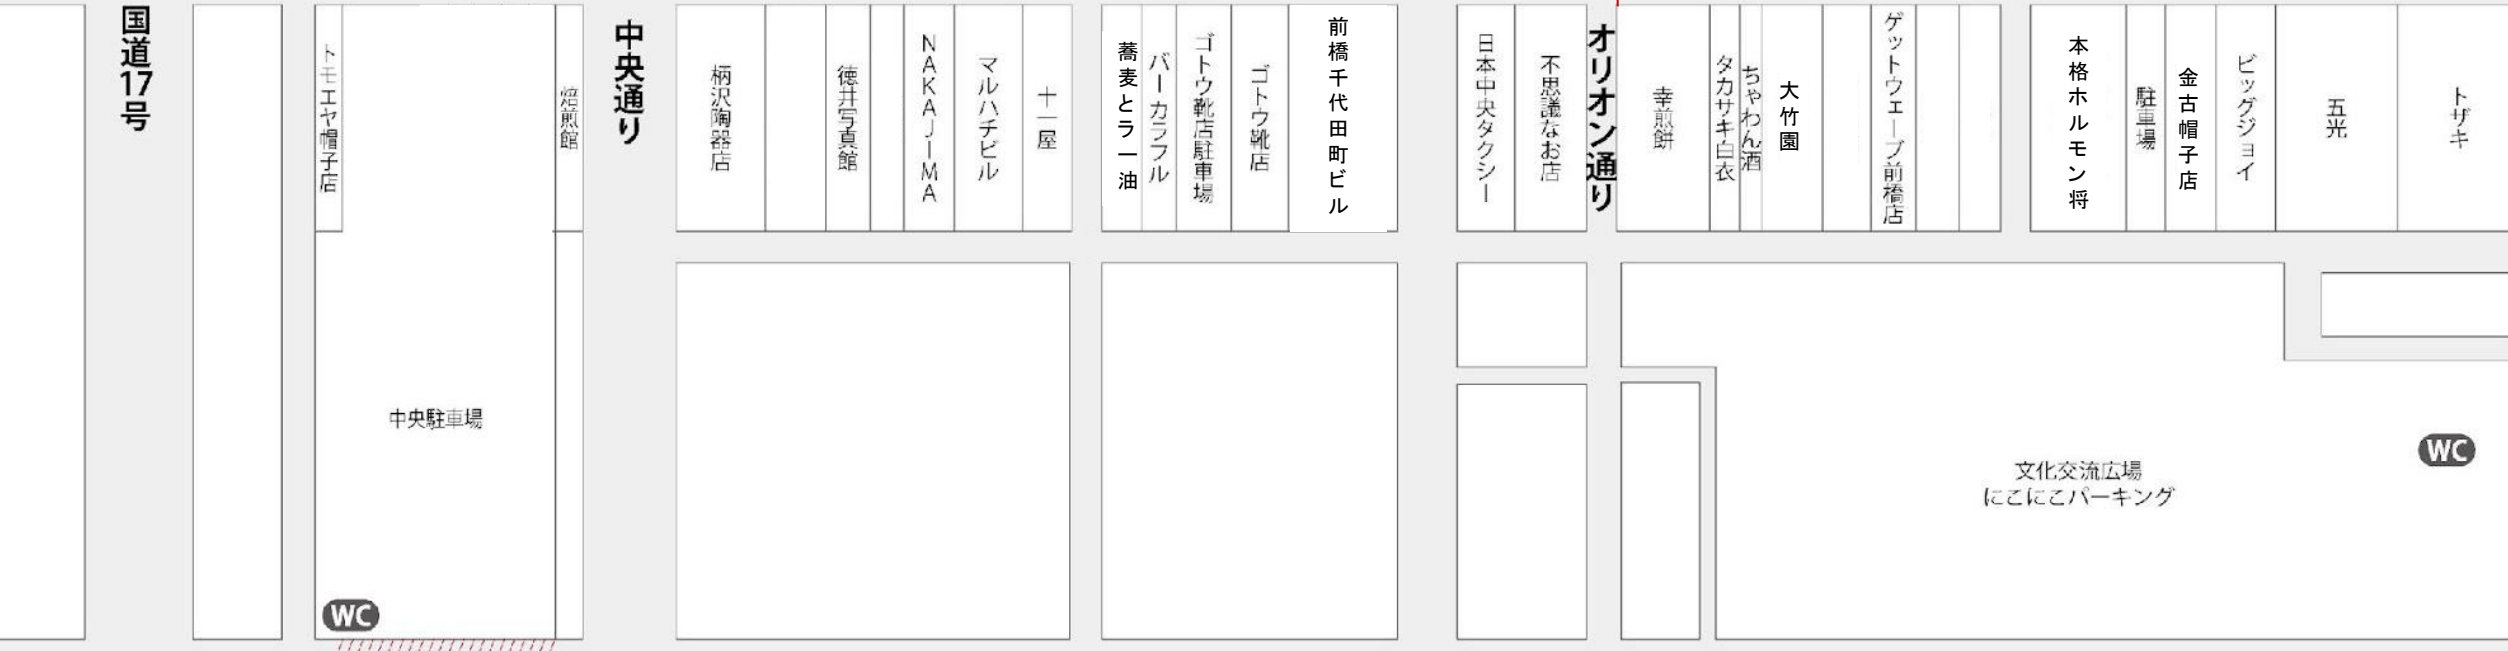 国道17号
トモエヤ帽子店
焙煎館
中央通り
柄沢陶器店
徳井写真館
NAKAJIMA
マルハチビル
十一屋
蕎麦とラー油
バーカラフル
ゴトウ靴店駐車場
ゴトウ靴店
前橋千代田町ビル
日本中央タクシー
不思議なお店
オリオン通り
幸煎餅
タカサキ白衣
ちゃわん酒
大竹園
ゲットウェーブ前橋店
本格ホルモン将
駐車場
金古帽子店
ビッグジョイ
五光
トザキ
中央駐車場
WC
文化交流広場
にこにこパーキング
WC